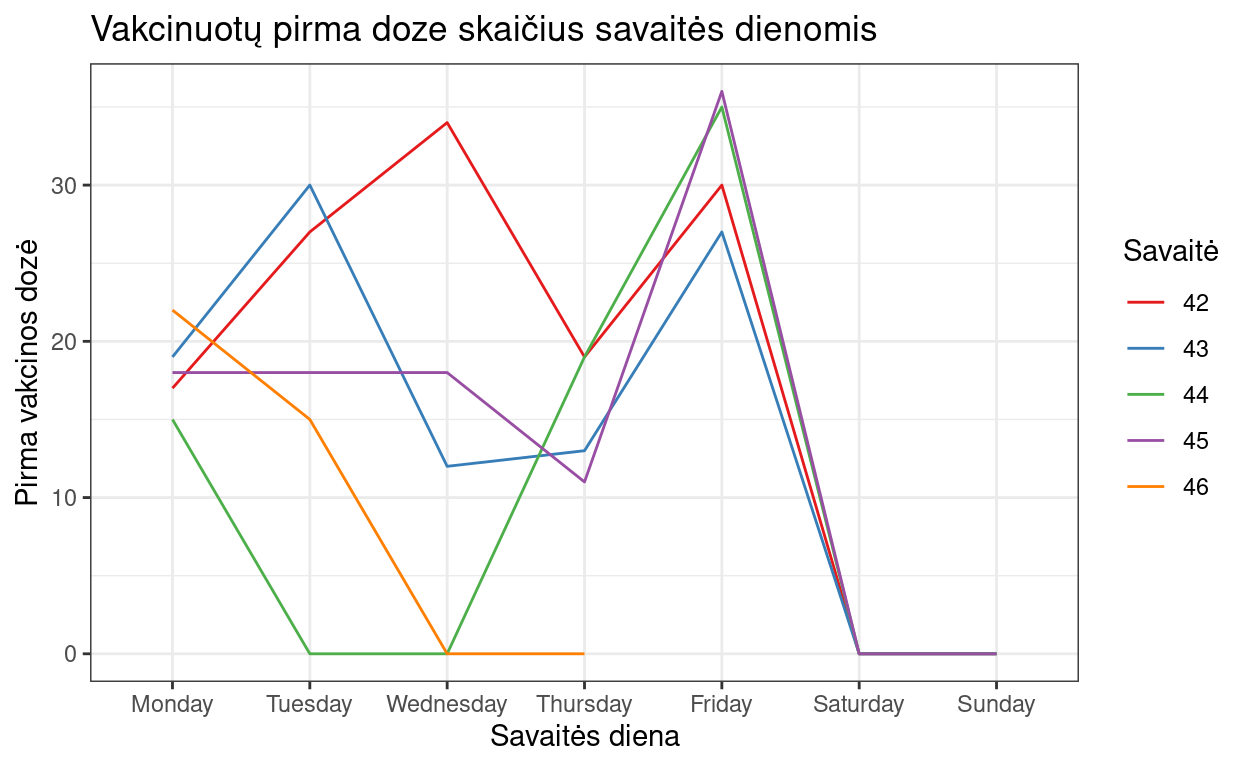 Vakcinuotų pirma doze skaičius savaitės dienomis
Pirma vakcinos dozė
30
20
10
0
Monday Tuesday Wednesday Thursday Friday Saturday Sunday
Savaitės diena
Savaitė
42
43
44
45
46